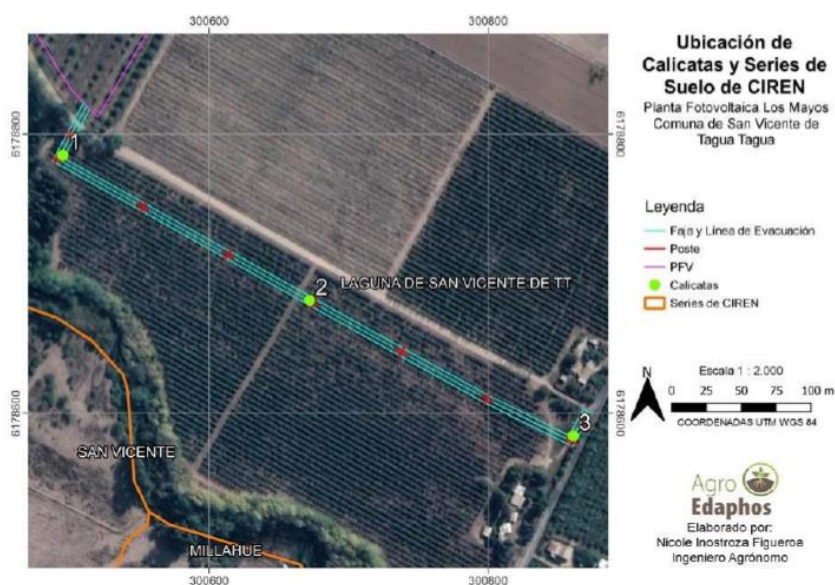 300600
300800
6178800
6178800
1
2
LAGUNA DE SAN VICENTE DE TT
3
6178600
6178600
SAN VICENTE
MILLAHUE
300600
300800
Ubicación de
Calicatas y Series de
Suelo de CIREN
Planta Fotovoltaica Los Mayos
Comuna de San Vicente de
Tagua Tagua
Leyenda
Faja y Línea de Evacuación
Poste
PFV
Calicatas
Series de CIREN
N
Escala 1 : 2.000
0 25 50 75 100 m
COORDENADAS UTM WGS 84
Agro
Edaphos
Elaborado por:
Nicole Inostroza Figueroa
Ingeniero Agrónomo